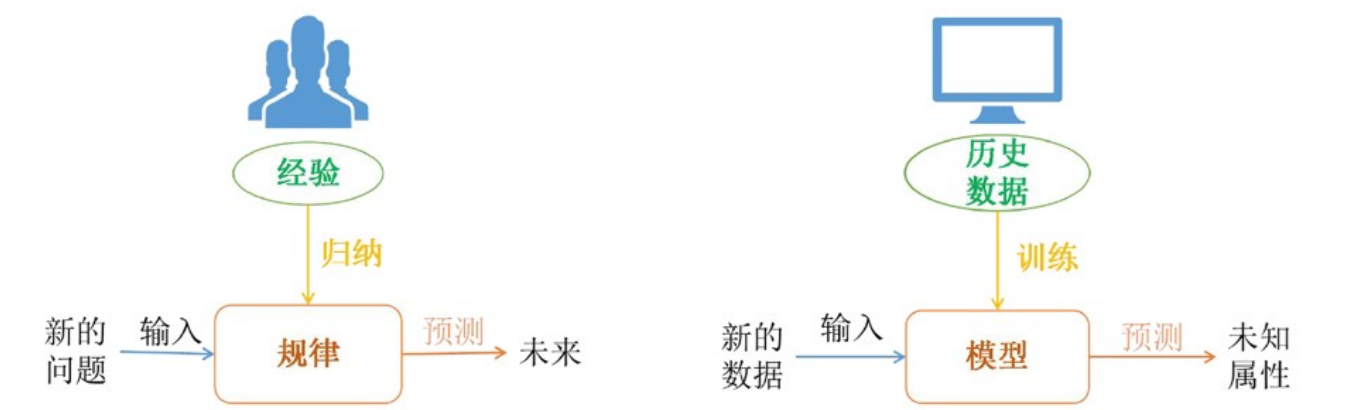 经验
归纳
新的
问题
输入
规律
预测
未来
历史
数据
训练
新的
数据
输入
模型
预测
未知
属性